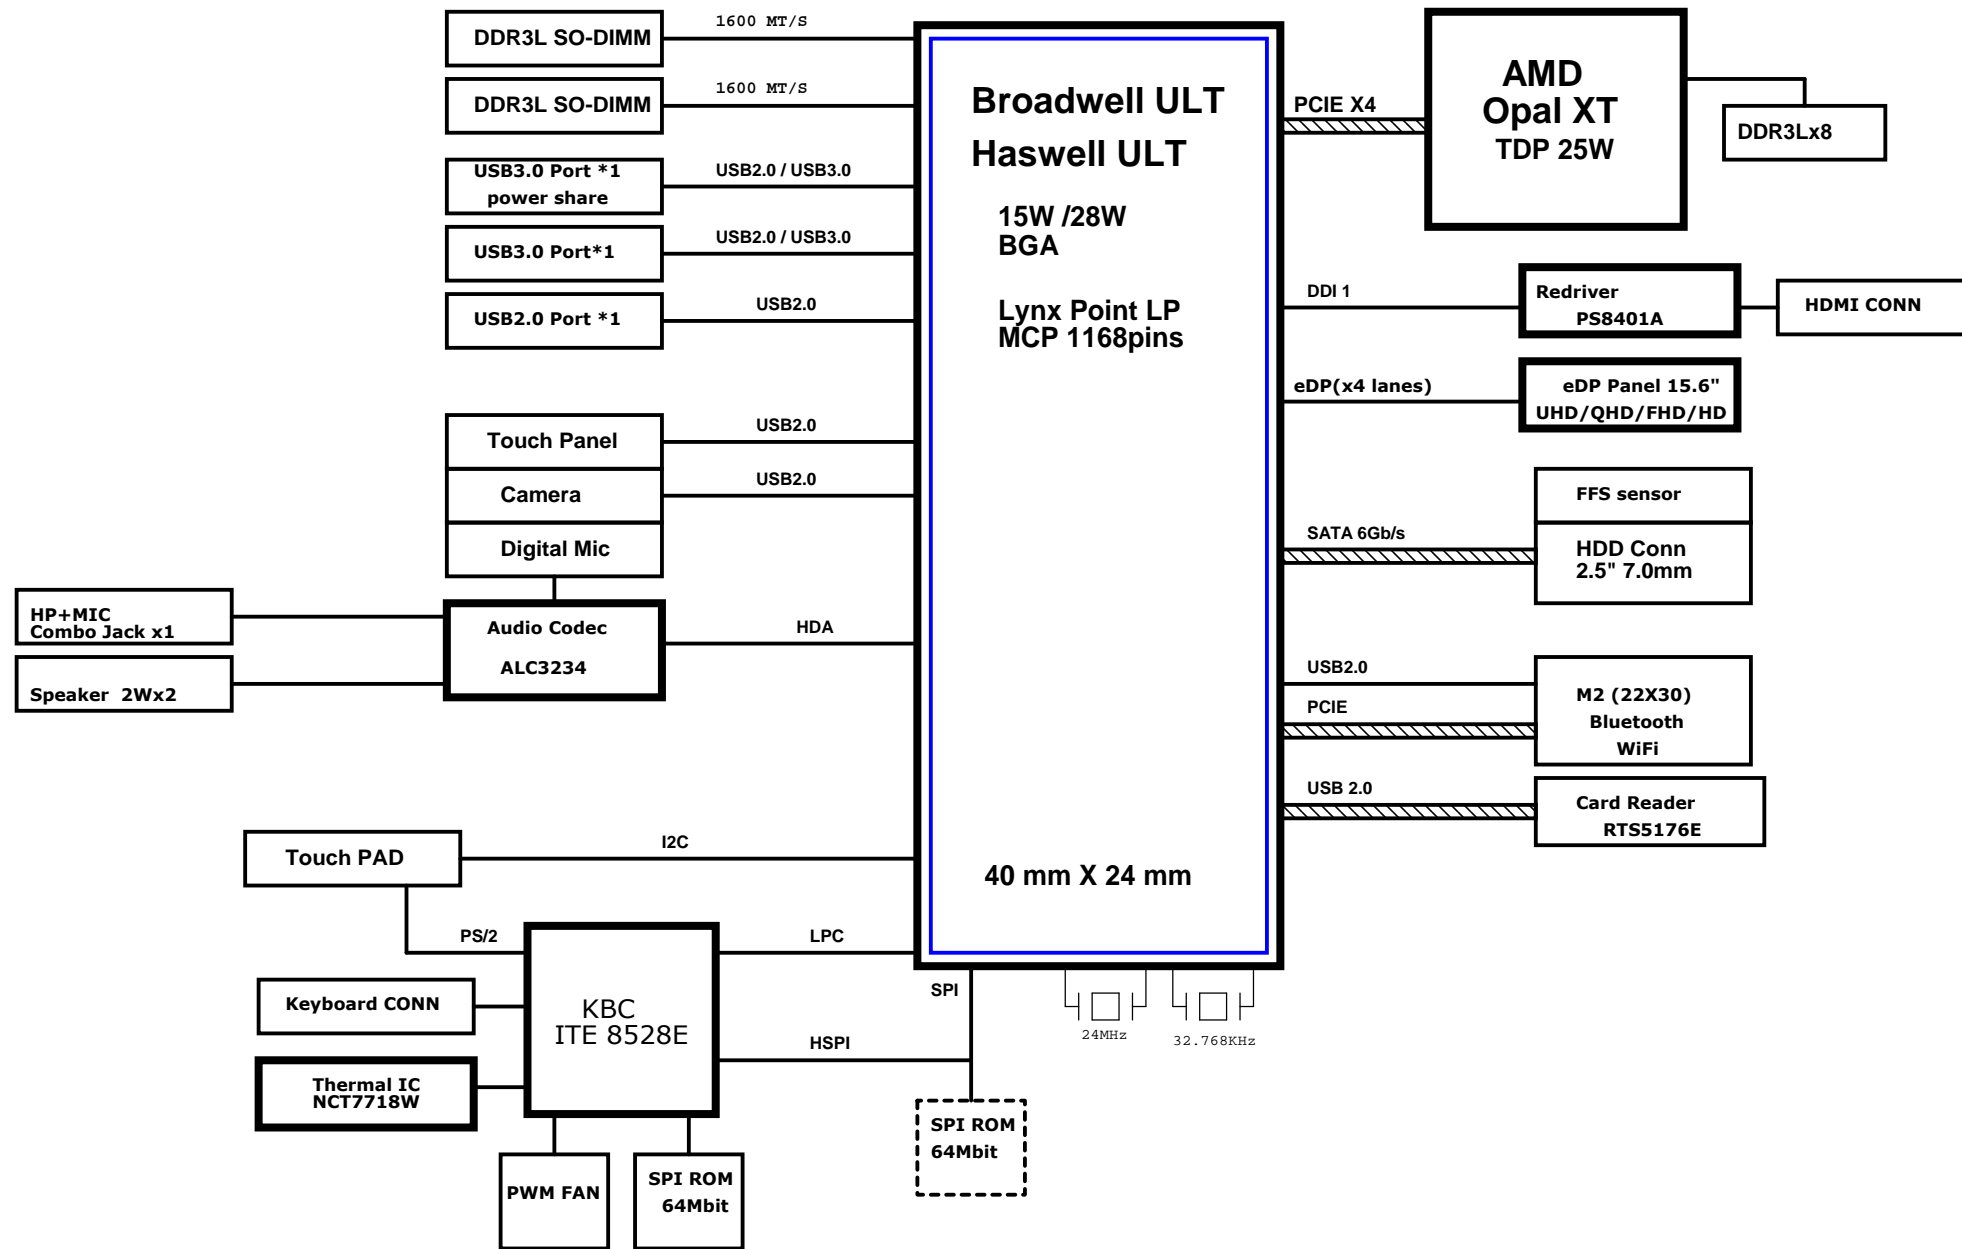 DDR3L SO-DIMM
1600 MT/S
DDR3L SO-DIMM
1600 MT/S
USB3.0 Port *1
power share
USB2.0 / USB3.0
USB3.0 Port*1
USB2.0 / USB3.0
USB2.0 Port *1
USB2.0
Touch Panel
USB2.0
Camera
USB2.0
Digital Mic
HP+MIC
Combo Jack x1
Speaker 2Wx2
Audio Codec
ALC3234
HDA
Touch PAD
I2C
PS/2
LPC
Keyboard CONN
KBC
ITE 8528E
HSPI
SPI
Thermal IC
NCT7718W
PWM FAN
SPI ROM
64Mbit
SPI ROM
64Mbit
Broadwell ULT
Haswell ULT
15W /28W
BGA
Lynx Point LP
MCP 1168pins
40 mm X 24 mm
24MHz
32.768KHz
PCIE X4
AMD
Opal XT
TDP 25W
DDR3Lx8
DDI 1
Redriver
PS8401A
HDMI CONN
eDP(x4 lanes)
eDP Panel 15.6"
UHD/QHD/FHD/HD
FFS sensor
SATA 6Gb/s
HDD Conn
2.5" 7.0mm
USB2.0
PCIE
M2 (22X30)
Bluetooth
WiFi
USB 2.0
Card Reader
RTS5176E